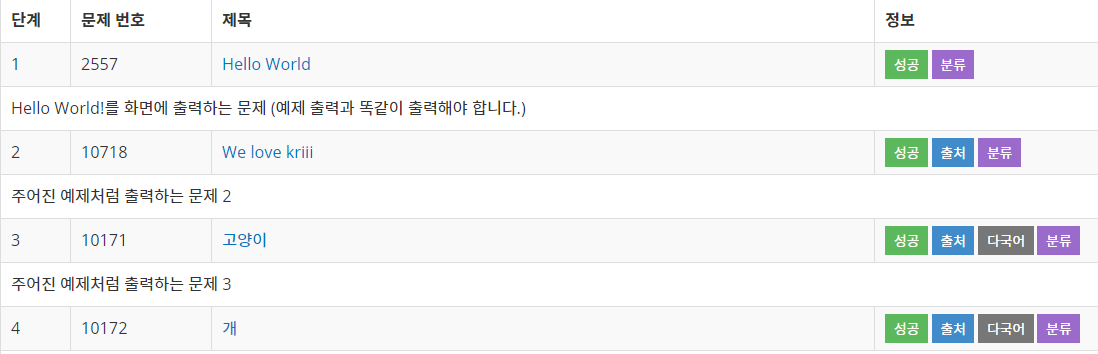 단계 문제 번호 제목 정보
1 2557 Hello World 성공 분류
Hello World!를 화면에 출력하는 문제 (예제 출력과 똑같이 출력해야 합니다.)
2 10718 We love kriii 성공 출처 분류
주어진 예제처럼 출력하는 문제 2
3 10171 고양이 성공 출처 다국어 분류
주어진 예제처럼 출력하는 문제 3
4 10172 개 성공 출처 다국어 분류